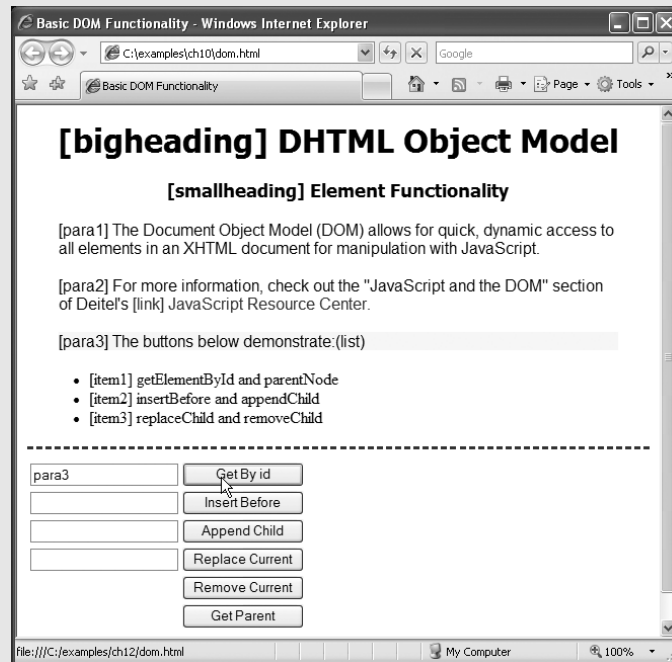 Basic DOM Functionality - Windows Internet Explorer
C:\examples\ch10\dom.html
Google
Basic DOM Functionality
Page
Tools
»
[bigheading] DHTML Object Model
[smallheading] Element Functionality
[para1] The Document Object Model (DOM) allows for quick, dynamic access to
all elements in an XHTML document for manipulation with JavaScript.
[para2] For more information, check out the "JavaScript and the DOM" section
of Deitel's [link] JavaScript Resource Center.
[para3] The buttons below demonstrate:(list)
• [item1] getElementById and parentNode
• [item2] insertBefore and appendChild
• [item3] replaceChild and removeChild
para3
Get By id
Insert Before
Append Child
Replace Current
Remove Current
Get Parent
file:///C:/examples/ch12/dom.html
My Computer
100%